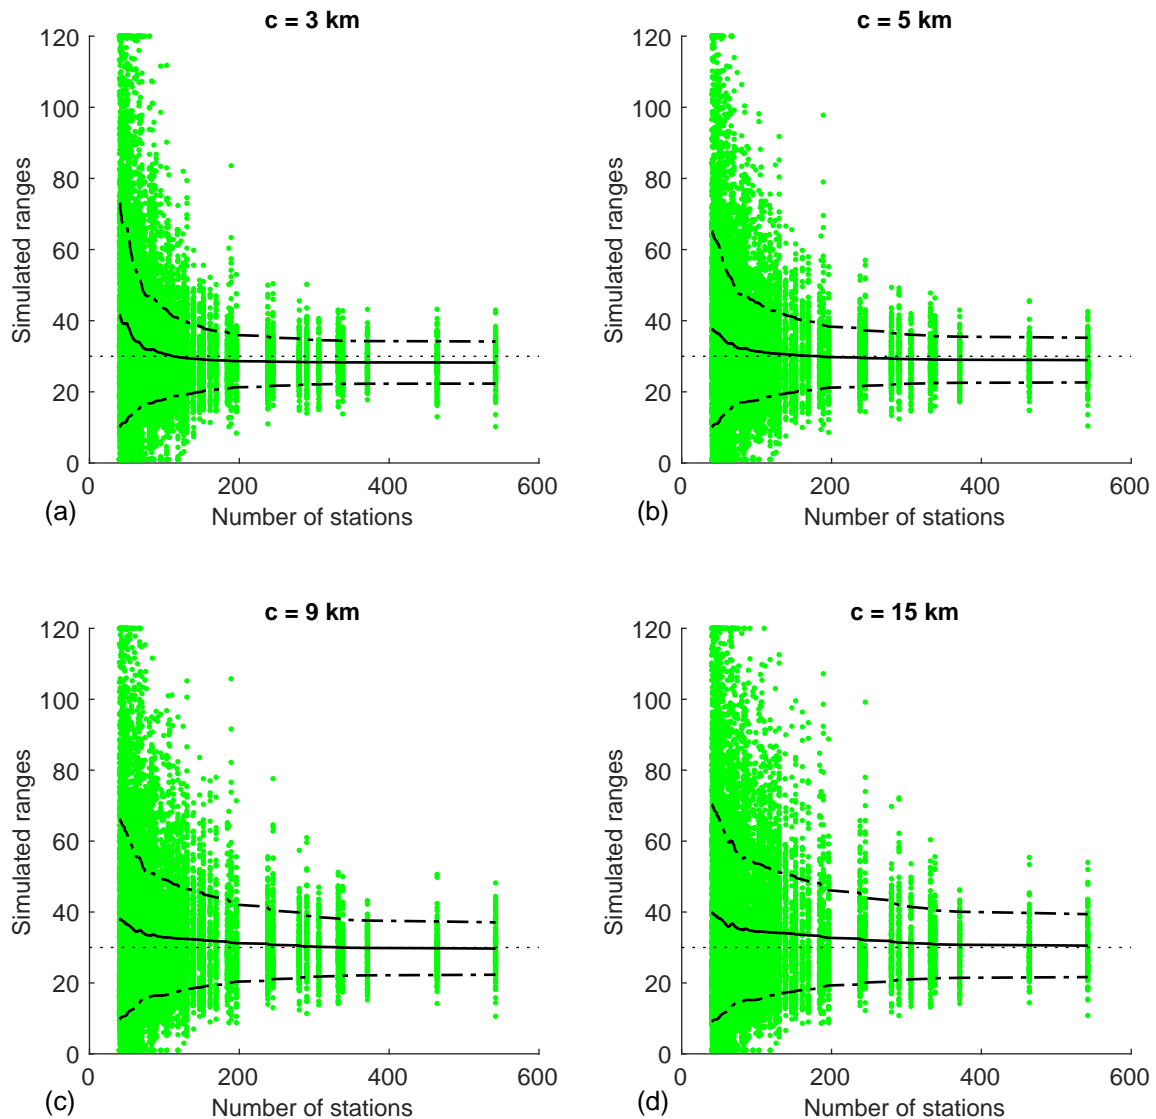 c = 3 km
120
100
80
60
40
20
0
Simulated ranges
0 200 400 600
Number of stations
(a)
c = 5 km
120
100
80
60
40
20
0
Simulated ranges
0 200 400 600
Number of stations
(b)
c = 9 km
120
100
80
60
40
20
0
Simulated ranges
0 200 400 600
Number of stations
(c)
c = 15 km
120
100
80
60
40
20
0
Simulated ranges
0 200 400 600
Number of stations
(d)